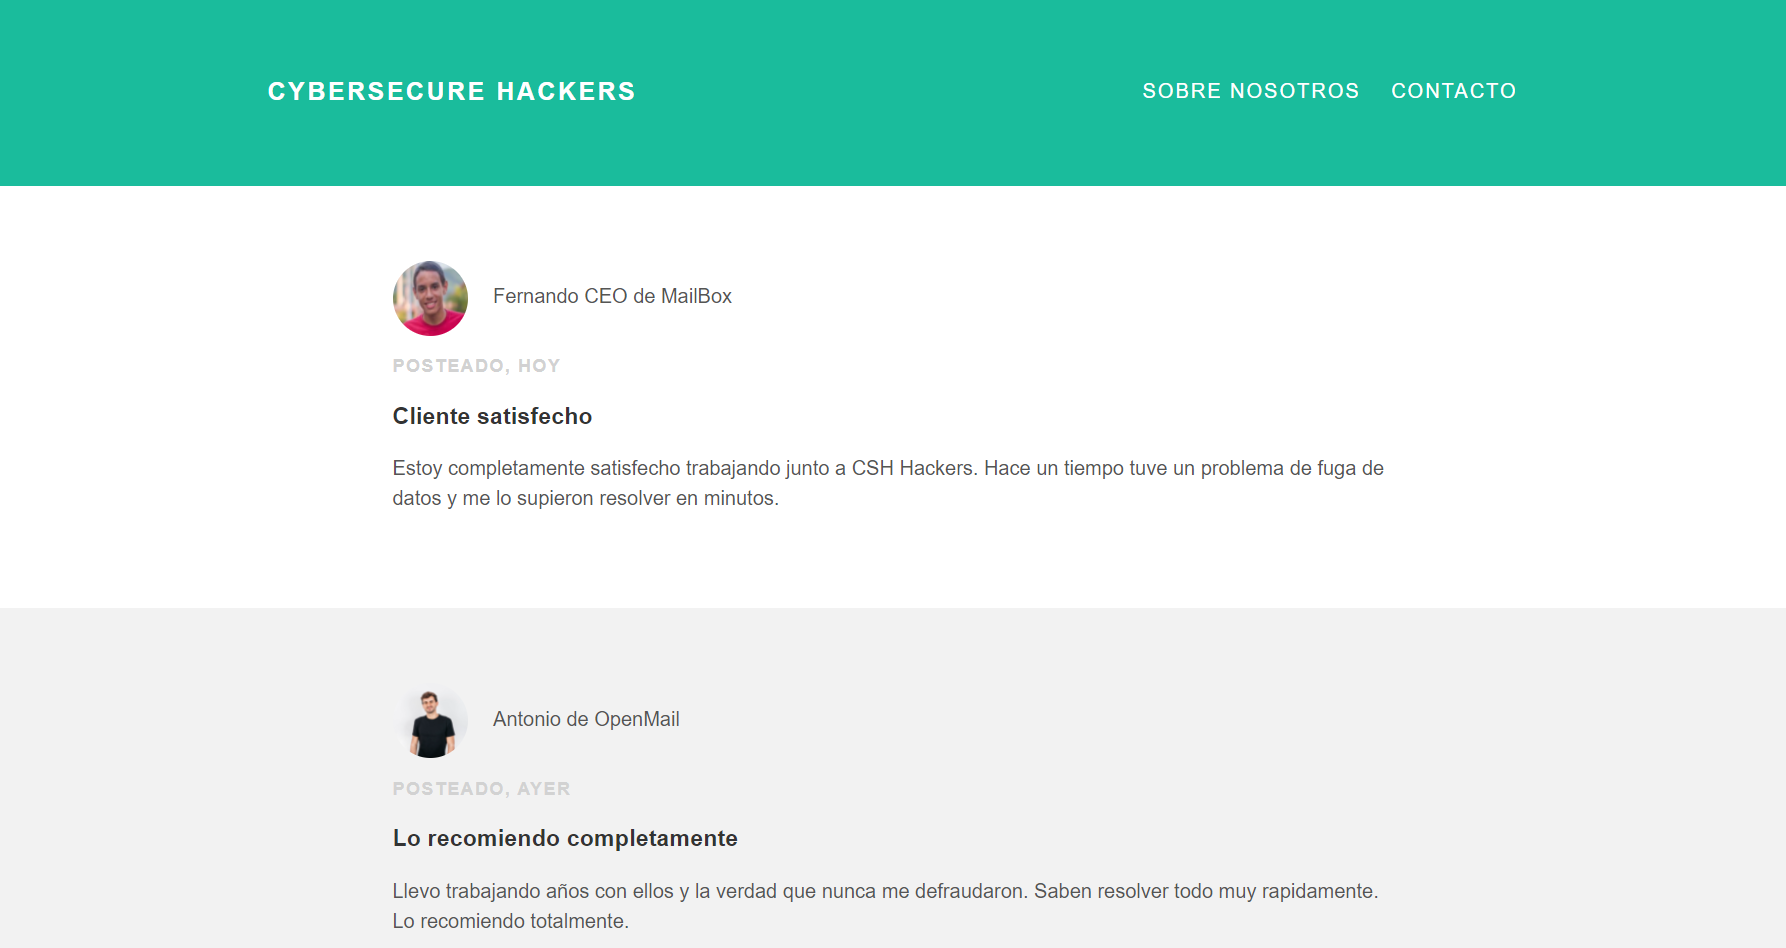 CYBERSECURE HACKERS
SOBRE NOSOTROS
CONTACTO
Fernando CEO de MailBox
POSTEADO, HOY
Cliente satisfecho
Estoy completamente satisfecho trabajando junto a CSH Hackers. Hace un tiempo tuve un problema de fuga de
datos y me lo supieron resolver en minutos.
Antonio de OpenMail
POSTEADO, AYER
Lo recomiendo completamente
Llevo trabajando años con ellos y la verdad que nunca me defraudaron. Saben resolver todo muy rapidamente.
Lo recomiendo totalmente.